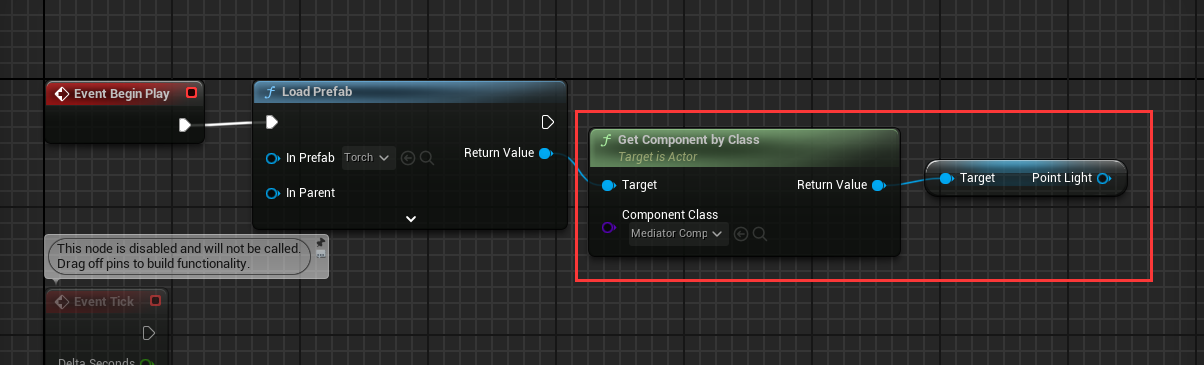 Event Begin Play
Load Prefab
In Prefab Torch
Return Value
In Parent
Get Component by Class
Target is Actor
Target Return Value
Component Class
Mediator Comp
Target Point Light
This node is disabled and will not be called.
Drag off pins to build functionality.
Event Tick
Delta Seconds